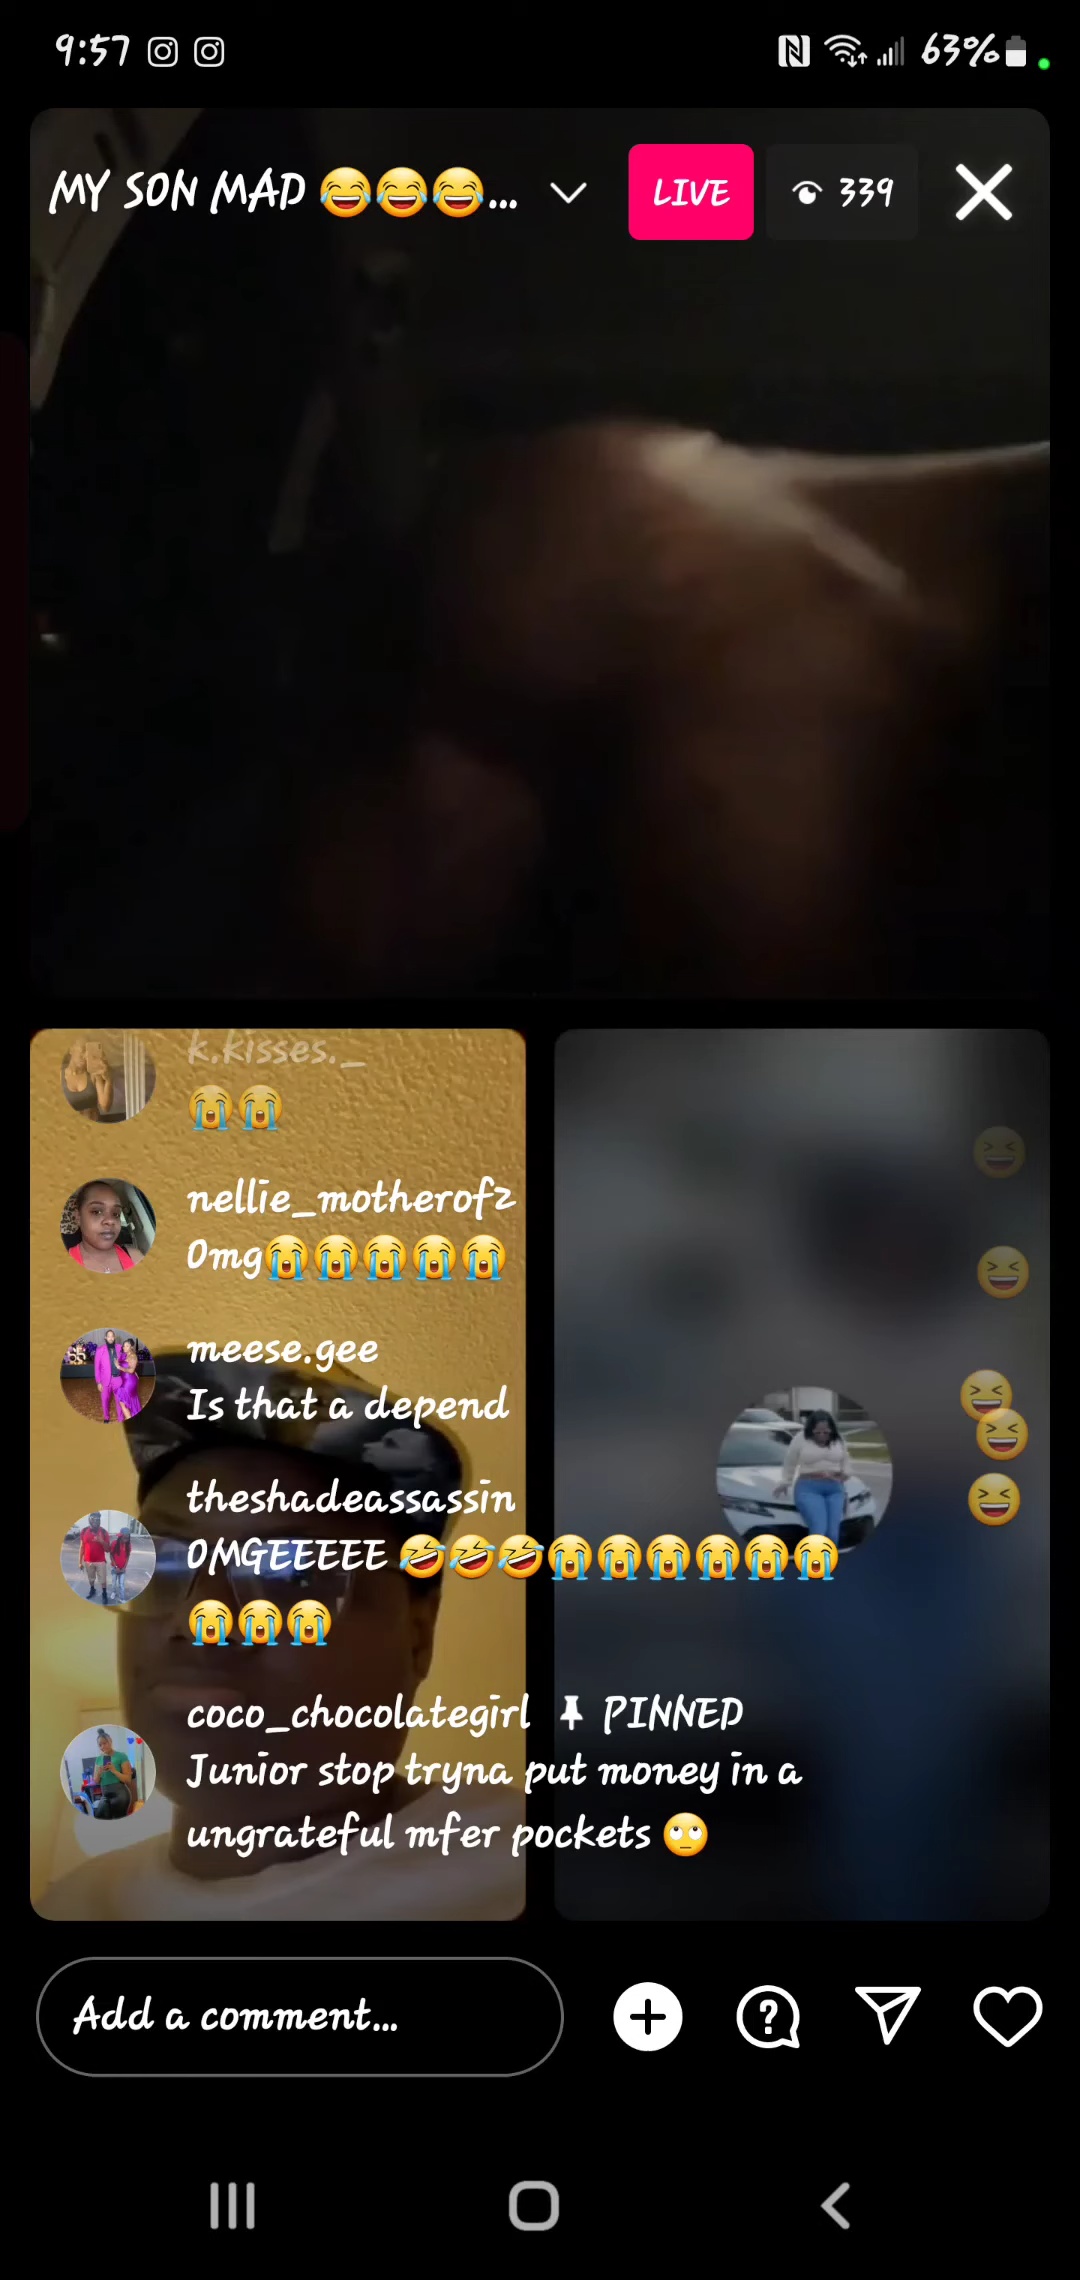 9:57 63%
MY SON MAD 😂😂😂... LIVE 339
k.kisses._
😭😭
nellie_motherof2
Omg😭😭😭😭😭
meese.gee
Is that a depend
theshadeassassin
OMGEEEEE 🤣🤣🤣😭😭😭😭😭😭
😭😭😭
coco_chocolategirl PINNED
Junior stop tryna put money in a
ungrateful mfer pockets 🙄
Add a comment...